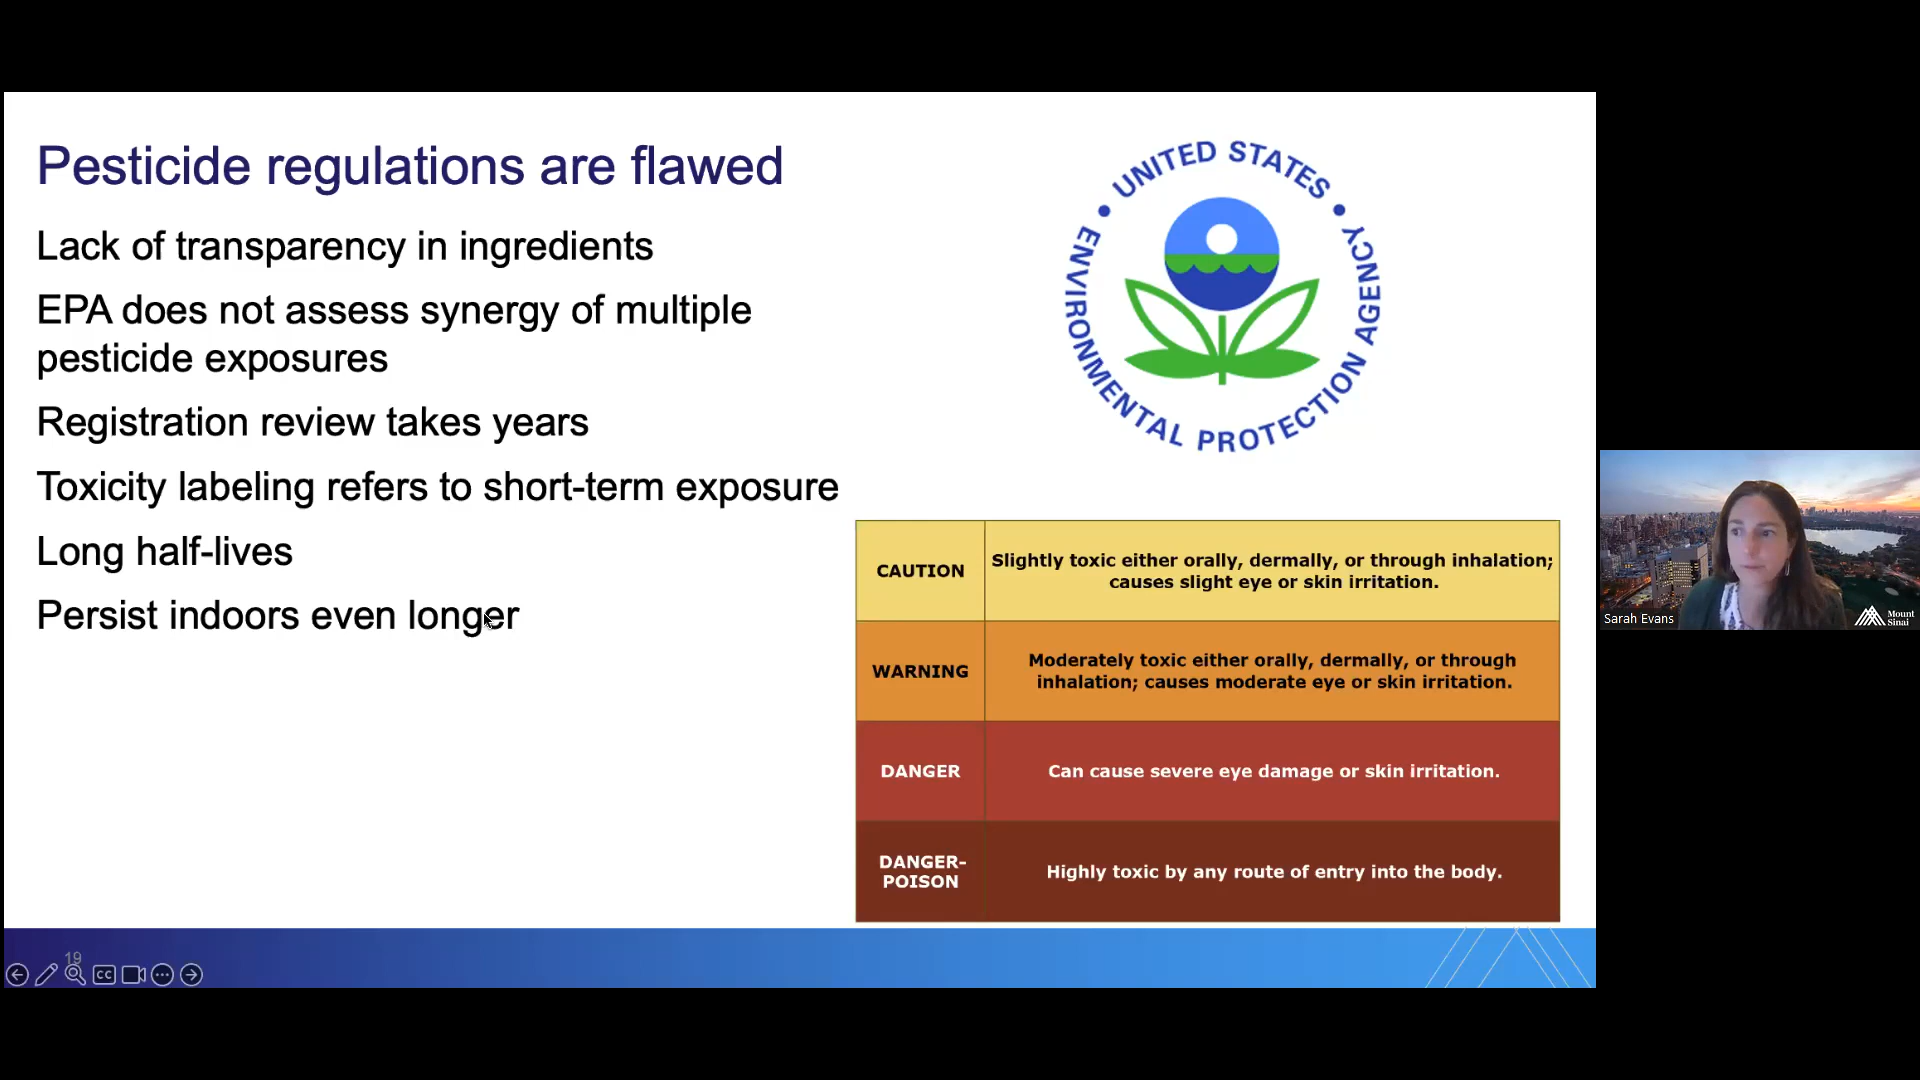 Pesticide regulations are flawed
Lack of transparency in ingredients
EPA does not assess synergy of multiple
pesticide exposures
Registration review takes years
Toxicity labeling refers to short-term exposure
Long half-lives
Persist indoors even longer
UNITED STATES
ENVIRONMENTAL PROTECTION AGENCY
CAUTION
Slightly toxic either orally, dermally, or through inhalation;
causes slight eye or skin irritation.
WARNING
Moderately toxic either orally, dermally, or through
inhalation; causes moderate eye or skin irritation.
DANGER
Can cause severe eye damage or skin irritation.
DANGER-
POISON
Highly toxic by any route of entry into the body.
19
CC
Sarah Evans
Mount
Sinai